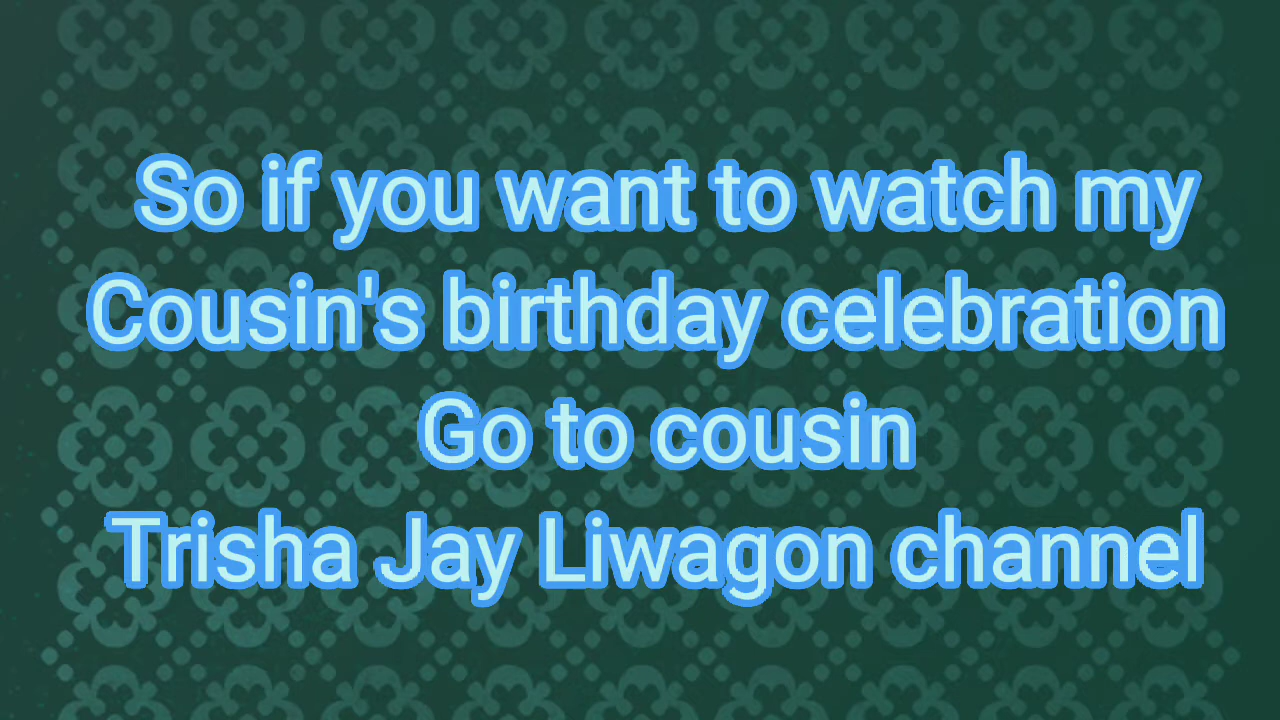 So if you want to watch my
Cousin's birthday celebration
Go to cousin
Trisha Jay Liwagon channel